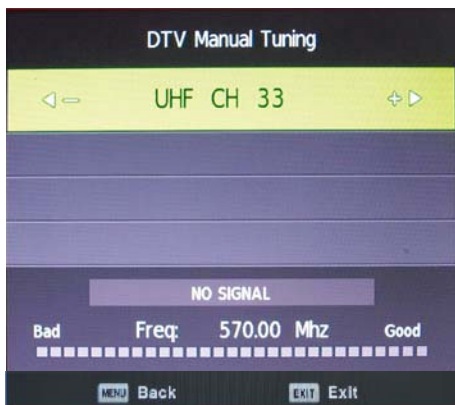 DTV Manual Tuning
UHF CH 33
NO SIGNAL
Bad Freq: 570.00 Mhz Good
MENU Back EXIT Exit